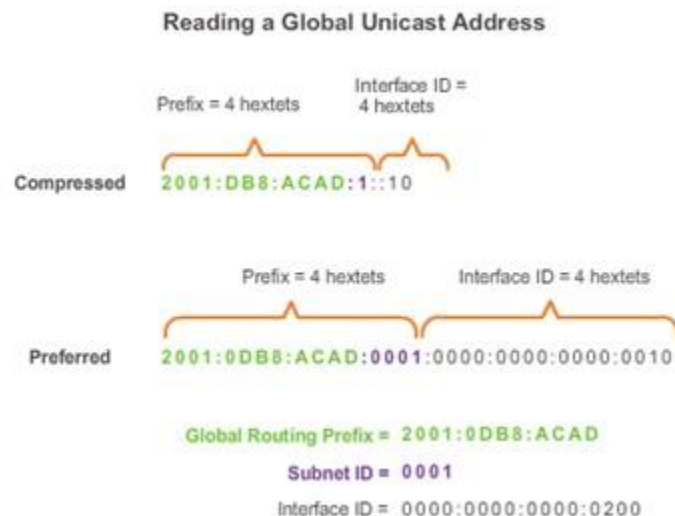 Reading a Global Unicast Address
Interface ID =
Prefix = 4 hextets
4 hextets
Compressed 2001:DB8:ACAD:1::10
Prefix = 4 hextets Interface ID = 4 hextets
Preferred 2001:0DB8:ACAD:0001:0000:0000:0000:0010
Global Routing Prefix = 2001:0DB8:ACAD
Subnet ID = 0001
Interface ID = 0000:0000:0000:0200